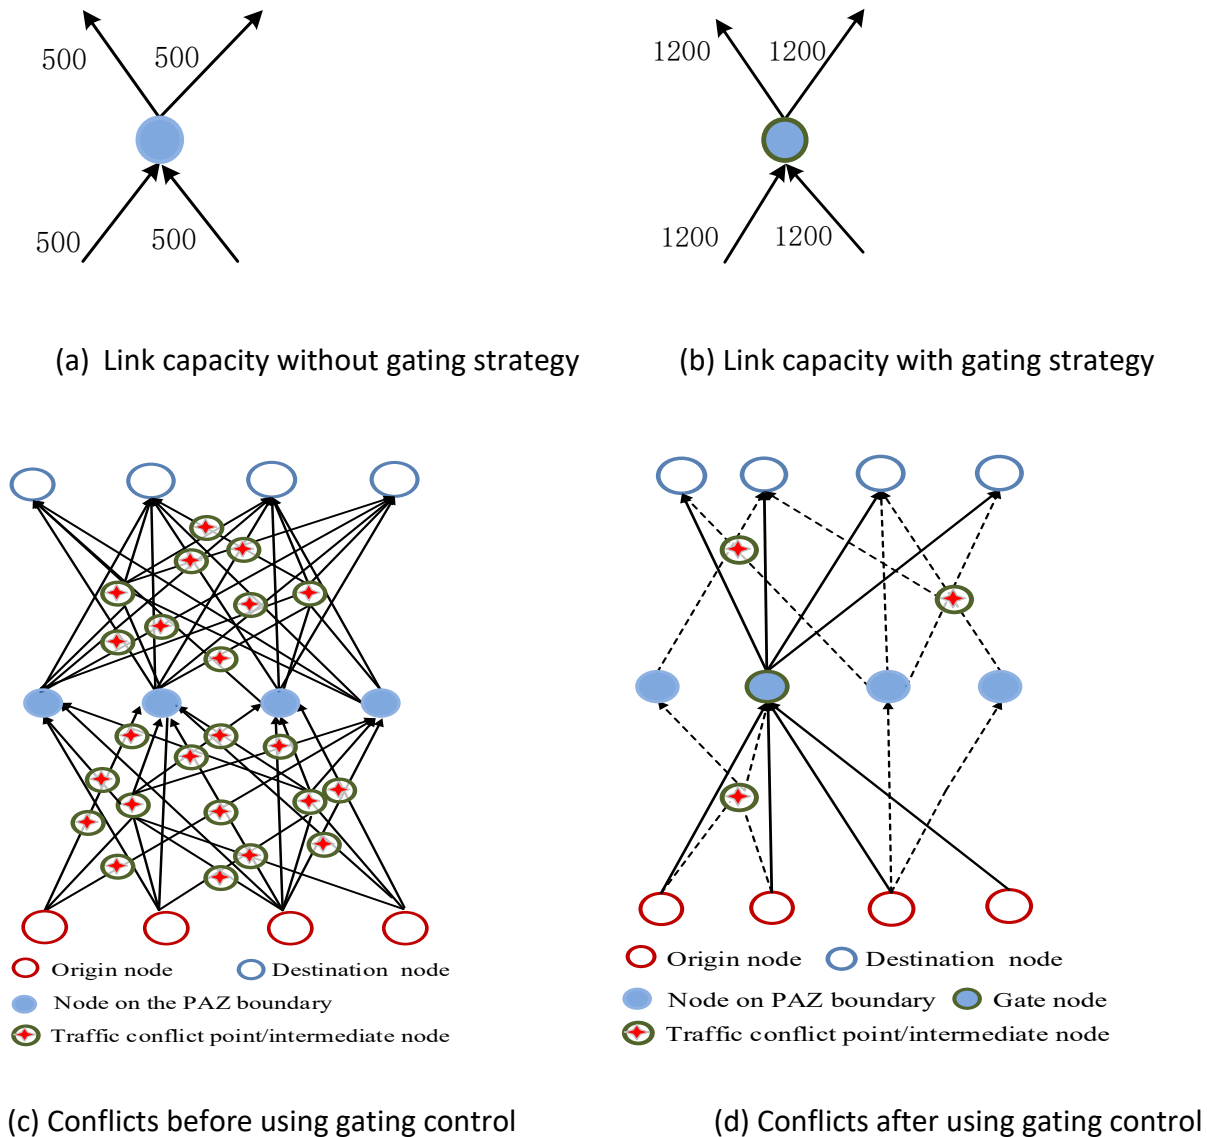 500 500
500 500
1200 1200
1200 1200
(a) Link capacity without gating strategy
(b) Link capacity with gating strategy
Origin node Destination node
Node on the PAZ boundary
Traffic conflict point/intermediate node
Origin node Destination node
Node on PAZ boundary Gate node
Traffic conflict point/intermediate node
(c) Conflicts before using gating control
(d) Conflicts after using gating control